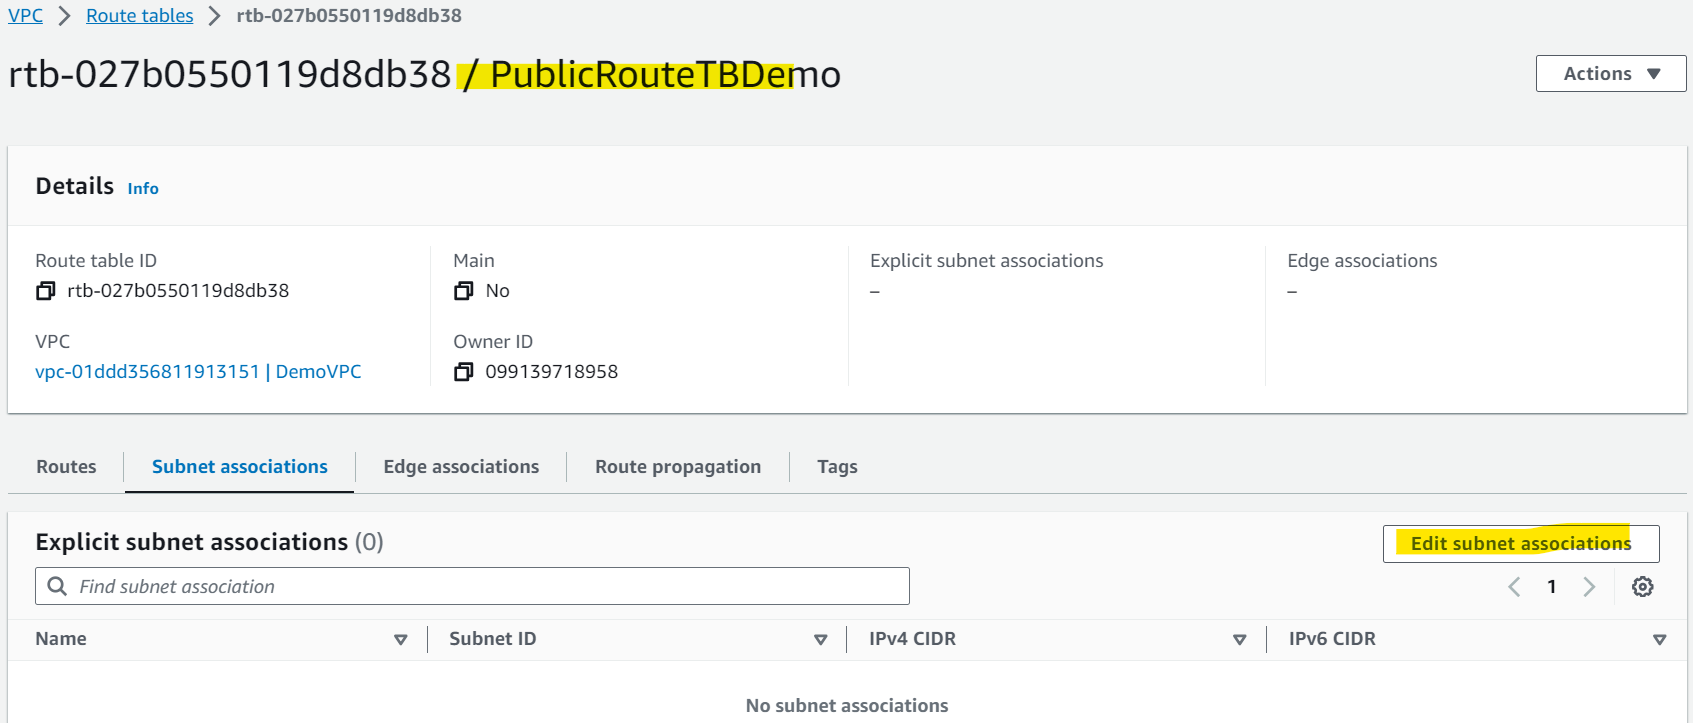 VPC > Route tables > rtb-027b0550119d8db38
rtb-027b0550119d8db38 / PublicRouteTBDemo
Actions
Details Info
Route table ID
rtb-027b0550119d8db38
Main
No
Explicit subnet associations
–
Edge associations
–
VPC
vpc-01ddd356811913151 | DemoVPC
Owner ID
099139718958
Routes Subnet associations Edge associations Route propagation Tags
Explicit subnet associations (0)
Edit subnet associations
Find subnet association
1
Name Subnet ID IPv4 CIDR IPv6 CIDR
No subnet associations